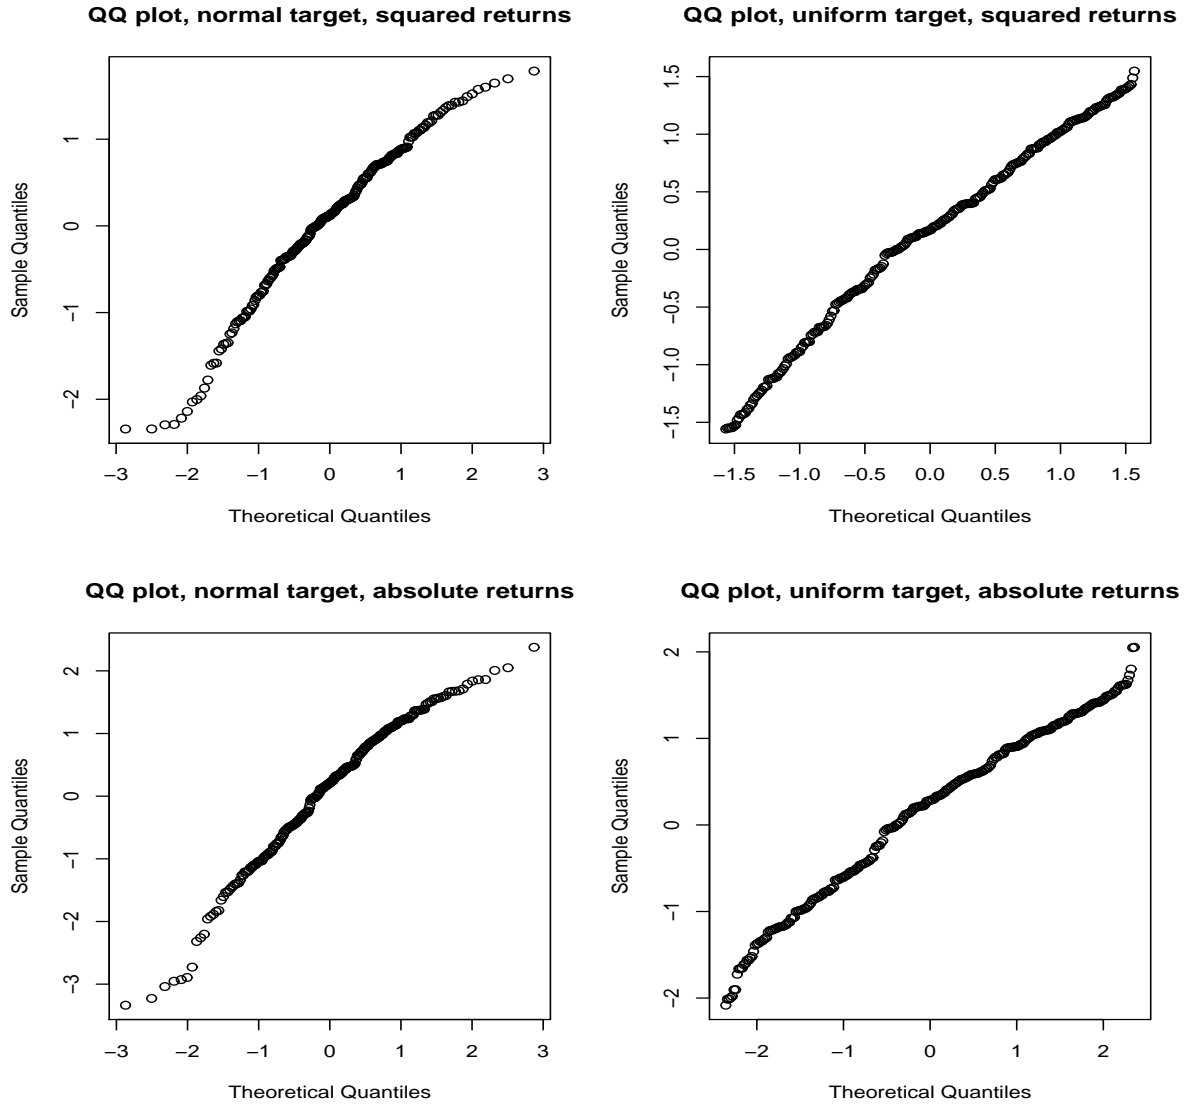 QQ plot, normal target, squared returns
Sample Quantiles
1
0
−1
−2
−3 −2 −1 0 1 2 3
Theoretical Quantiles
QQ plot, uniform target, squared returns
Sample Quantiles
1.5
1.0
0.5
0.0
−0.5
−1.0
−1.5
−1.5 −1.0 −0.5 0.0 0.5 1.0 1.5
Theoretical Quantiles
QQ plot, normal target, absolute returns
Sample Quantiles
2
1
0
−1
−2
−3
−3 −2 −1 0 1 2 3
Theoretical Quantiles
QQ plot, uniform target, absolute returns
Sample Quantiles
2
1
0
−1
−2
−2 −1 0 1 2
Theoretical Quantiles